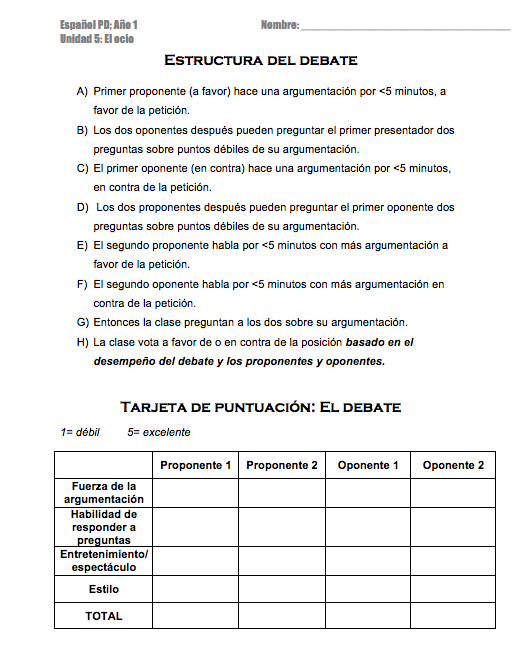 Español PD; Año 1
Nombre: ___________________________________
Unidad 5: El ocio
ESTRUCTURA DEL DEBATE
A) Primer proponente (a favor) hace una argumentación por <5 minutos, a
favor de la petición.
B) Los dos oponentes después pueden preguntar el primer presentador dos
preguntas sobre puntos débiles de su argumentación.
C) El primer oponente (en contra) hace una argumentación por <5 minutos,
en contra de la petición.
D) Los dos proponentes después pueden preguntar el primer oponente dos
preguntas sobre puntos débiles de su argumentación.
E) El segundo proponente habla por <5 minutos con más argumentación a
favor de la petición.
F) El segundo oponente habla por <5 minutos con más argumentación en
contra de la petición.
G) Entonces la clase preguntan a los dos sobre su argumentación.
H) La clase vota a favor de o en contra de la posición basado en el
desempeño del debate y los proponentes y oponentes.
TARJETA DE PUNTUACIÓN: EL DEBATE
1= débil 5= excelente
Proponente 1 Proponente 2 Oponente 1 Oponente 2
Fuerza de la
argumentación
Habilidad de
responder a
preguntas
Entretenimiento/
espectáculo
Estilo
TOTAL